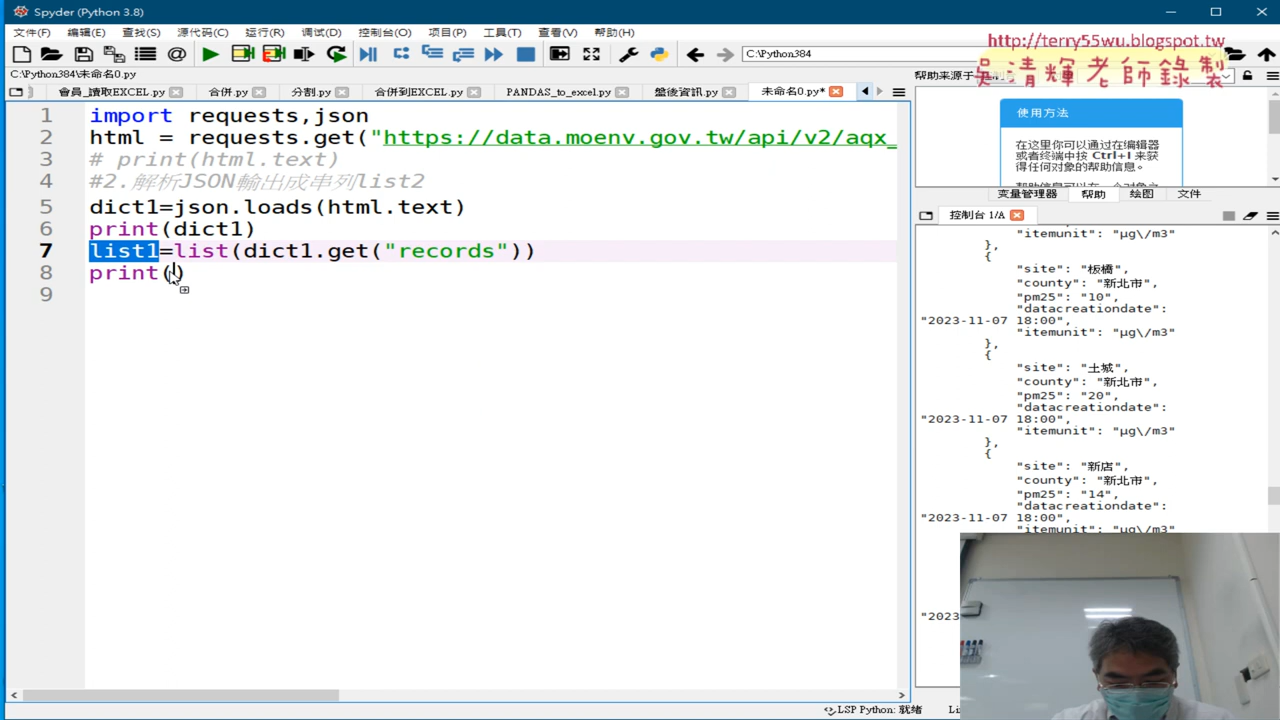 Spyder (Python 3.8)
文件(F) 编辑(E) 查找(S) 源代码(C) 运行(R) 调试(D) 控制台(O) 项目(P) 工具(T) 查看(V) 帮助(H)
http://terry55wu.blogspot.tw
C:\Python384
吳清輝老師錄製
C:\Python384\未命名0.py
帮助来源于
會員_讀取EXCEL.py 合併.py 分割.py 合併到EXCEL.py PANDAS_to_excel.py 盤後資訊.py 未命名0.py*
1 import requests,json
2 html = requests.get("https://data.moenv.gov.tw/api/v2/aqx_
3 # print(html.text)
4 #2.解析JSON輸出成串列list2
5 dict1=json.loads(html.text)
6 print(dict1)
7 list1=list(dict1.get("records"))
8 print()
9
使用方法
在这里你可以通过在编辑器
或者终端中按 Ctrl+I 来获
得任何对象的帮助信息。
变量管理器 帮助 绘图 文件
控制台 1/A
"itemunit": "μg\/m3"
},
{
"site": "板橋",
"county": "新北市",
"pm25": "10",
"datacreationdate":
"2023-11-07 18:00",
"itemunit": "μg\/m3"
},
{
"site": "土城",
"county": "新北市",
"pm25": "20",
"datacreationdate":
"2023-11-07 18:00",
"itemunit": "μg\/m3"
},
{
"site": "新店",
"county": "新北市",
"pm25": "14",
"datacreationdate":
"2023-11-07 18:00",
"itemunit": "μg\/m3"
"2023
LSP Python: 就绪